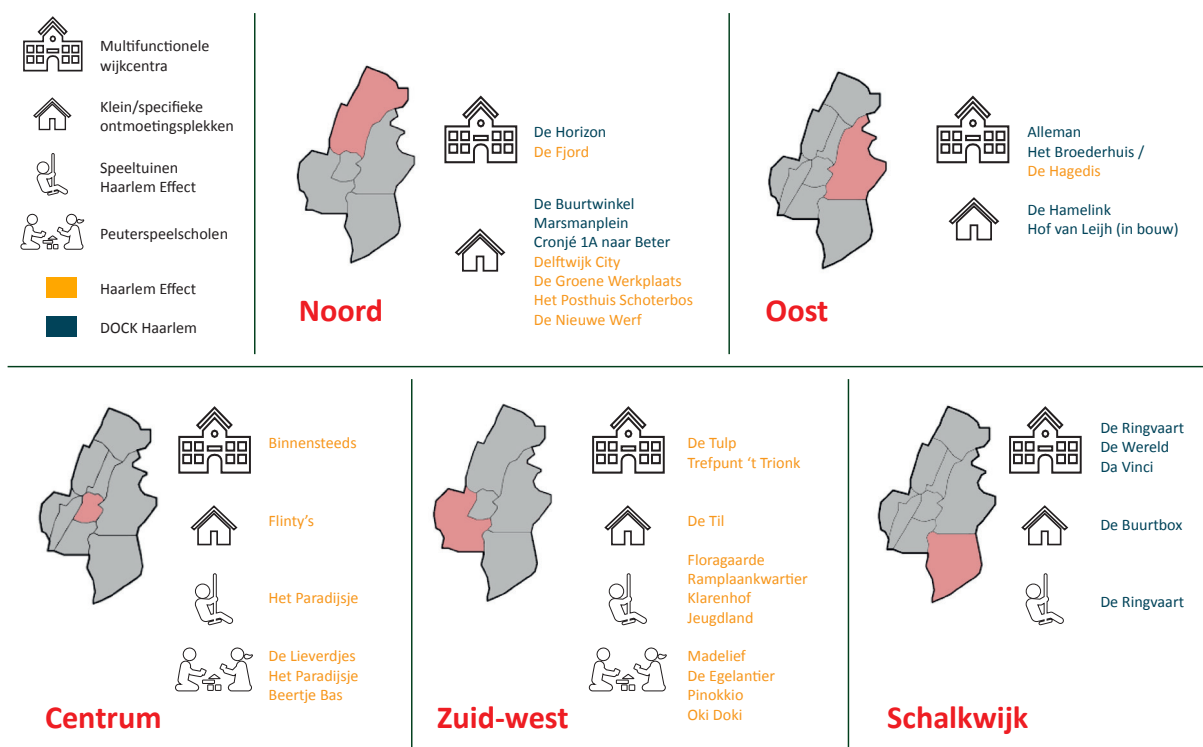 Multifunctionele
wijkcentra
Klein/specifieke
ontmoetingsplekken
Speeltuinen
Haarlem Effect
Peuterspeelscholen
Haarlem Effect
DOCK Haarlem
De Horizon
De Fjord
De Buurtwinkel
Marsmanplein
Cronjé 1A naar Beter
Delftwijk City
De Groene Werkplaats
Het Posthuis Schoterbos
De Nieuwe Werf
Noord
Alleman
Het Broederhuis /
De Hagedis
De Hamelink
Hof van Leijh (in bouw)
Oost
Binnensteeds
Flinty's
Het Paradijsje
De Lieverdjes
Het Paradijsje
Beertje Bas
Centrum
De Tulp
Trefpunt ‘t Trionk
De Til
Floragaarde
Ramplaankwartier
Klarenhof
Jeugdland
Madelief
De Egelantier
Pinokkio
Oki Doki
Zuid-west
De Ringvaart
De Wereld
Da Vinci
De Buurtbox
De Ringvaart
Schalkwijk